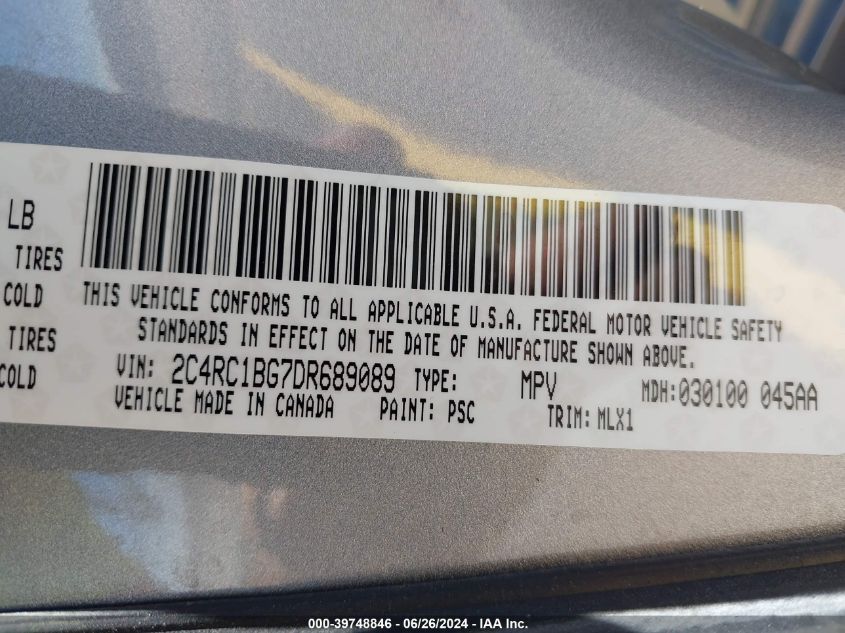 LB
TIRES
COLD
TIRES
COLD
THIS VEHICLE CONFORMS TO ALL APPLICABLE U.S.A. FEDERAL MOTOR VEHICLE SAFETY
STANDARDS IN EFFECT ON THE DATE OF MANUFACTURE SHOWN ABOVE.
VIN: 2C4RC1BG7DR689089 TYPE: MPV MDH:030100 045AA
VEHICLE MADE IN CANADA PAINT: PSC TRIM: MLX1
000-39748846 / 06/26/2024 - IAA Inc.